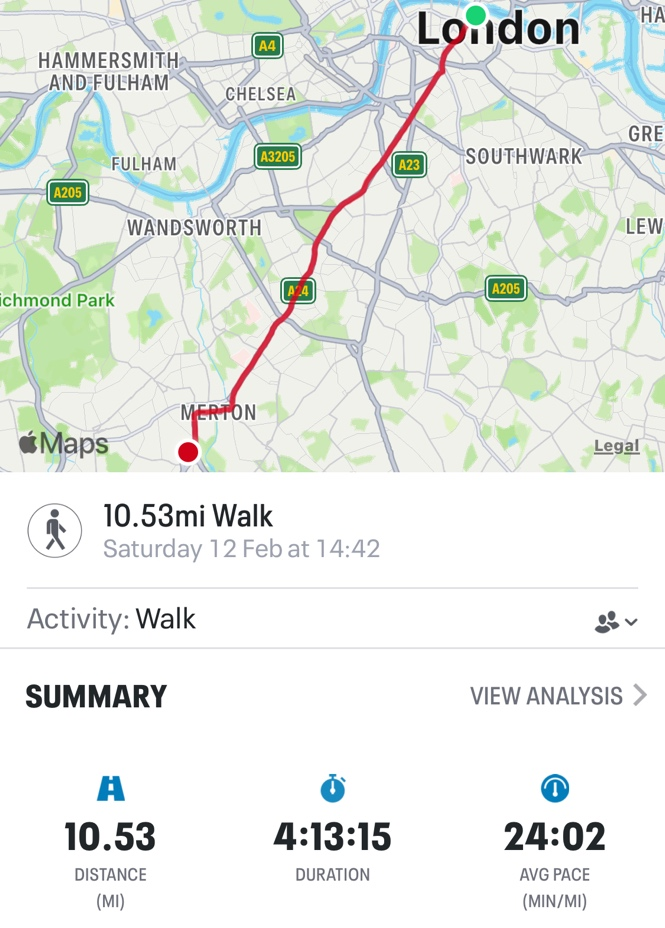 London
HA
A4
HAMMERSMITH
AND FULHAM
CHELSEA
GRE
A3205
FULHAM
A23
SOUTHWARK
A205
WANDSWORTH
LEW
A24
A205
ichmond Park
MERTON
Maps
Legal
10.53mi Walk
Saturday 12 Feb at 14:42
Activity: Walk
SUMMARY
VIEW ANALYSIS
10.53
4:13:15
24:02
DISTANCE
DURATION
AVG PACE
(MI)
(MIN/MI)